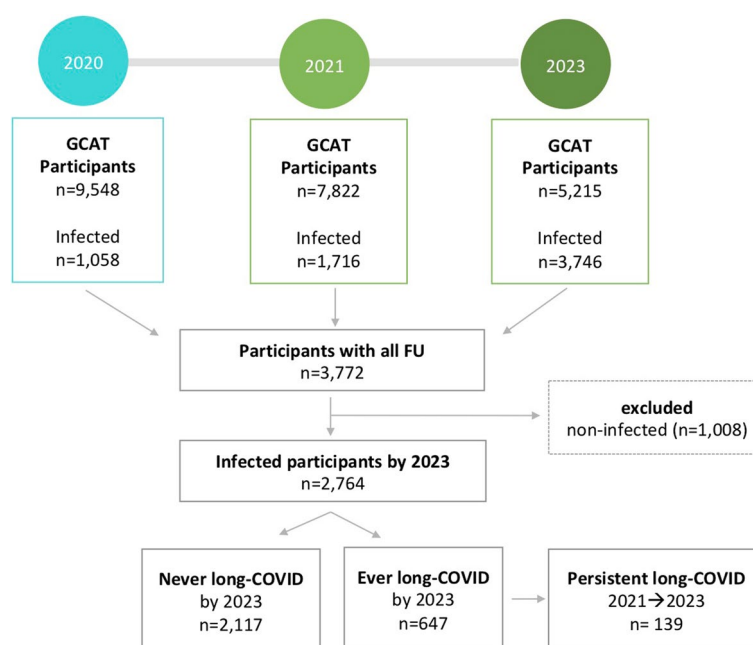 2020
2021
2023
GCAT
Participants
n=9,548
Infected
n=1,058
GCAT
Participants
n=7,822
Infected
n=1,716
GCAT
Participants
n=5,215
Infected
n=3,746
Participants with all FU
n=3,772
excluded
non-infected (n=1,008)
Infected participants by 2023
n=2,764
Never long-COVID
by 2023
n=2,117
Ever long-COVID
by 2023
n=647
Persistent long-COVID
2021→2023
n= 139